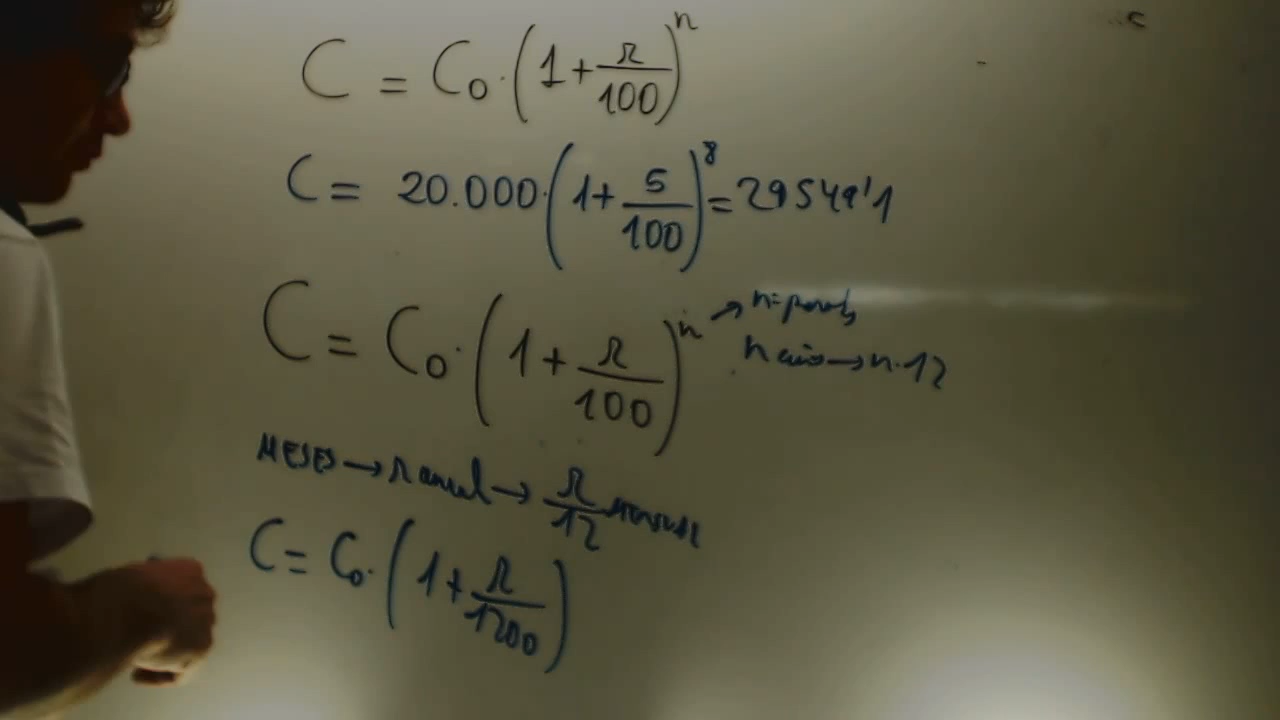 C = C₀·(1+r/100)ⁿ
C = 20.000·(1+5/100)⁸=29549'1
C = C₀·(1+r/100)ⁿ → n=
n años→n·12
MESES→r anual→r/12 MENSUAL
C=C₀·(1+r/1200)